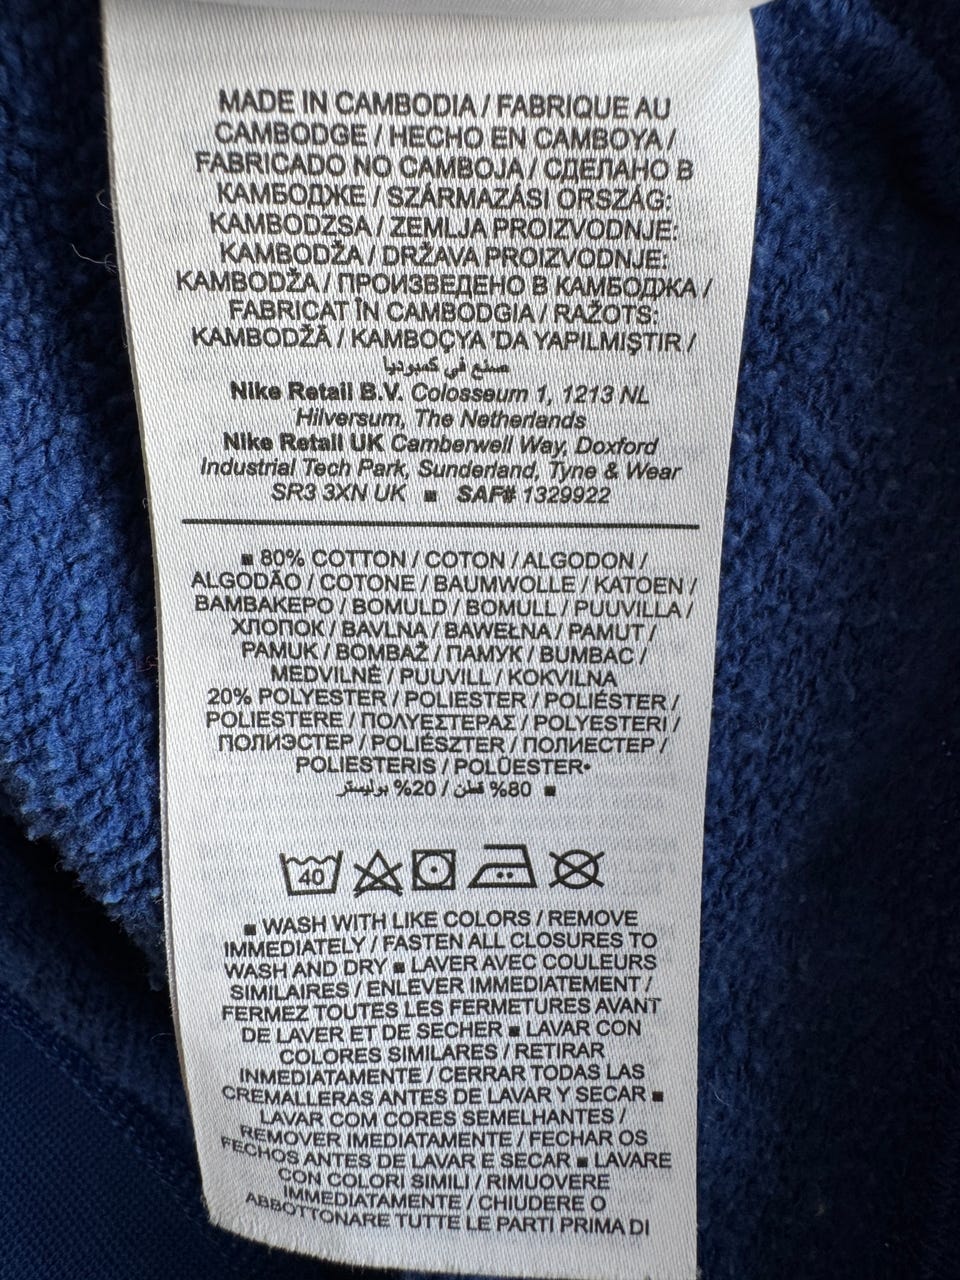 MADE IN CAMBODIA / FABRIQUE AU
CAMBODGE / HECHO EN CAMBOYA /
FABRICADO NO CAMBOJA / СДЕЛАНО В
КАМБОДЖЕ / SZÁRMAZÁSI ORSZÁG:
KAMBODZSA / ZEMLJA PROIZVODNJE:
KAMBODŽA / DRŽAVA PROIZVODNJE:
KAMBODŽA / ПРОИЗВЕДЕНО В КАМБОДЖА /
FABRICAT ÎN CAMBODGIA / RAŽOTS:
KAMBODŽĀ / KAMBOÇYA 'DA YAPILMIŞTIR /
صنع في كمبوديا
Nike Retail B.V. Colosseum 1, 1213 NL
Hilversum, The Netherlands
Nike Retail UK Camberwell Way, Doxford
Industrial Tech Park, Sunderland, Tyne & Wear
SR3 3XN UK ■ SAF# 1329922
■ 80% COTTON / COTON / ALGODON /
ALGODÃO / COTONE / BAUMWOLLE / KATOEN /
ΒΑΜΒΑΚΕΡΟ / BOMULD / BOMULL / PUUVILLA /
ХЛОПОК / BAVLNA / BAWEŁNA / PAMUT /
PAMUK / BOMBAŽ / ПАМУК / BUMBAC /
MEDVILNĖ / PUUVILL / KOKVILNA
20% POLYESTER / POLIESTER / POLIÉSTER /
POLIESTERE / ΠΟΛΥΕΣΤΕΡΑΣ / POLYESTERI /
ПОЛИЭСТЕР / POLIÉSZTER / ПОЛИЕСТЕР /
POLIESTERIS / POLÜESTER•
■ 80% قطن / 20% بوليستر
40
■ WASH WITH LIKE COLORS / REMOVE
IMMEDIATELY / FASTEN ALL CLOSURES TO
WASH AND DRY ■ LAVER AVEC COULEURS
SIMILAIRES / ENLEVER IMMEDIATEMENT /
FERMEZ TOUTES LES FERMETURES AVANT
DE LAVER ET DE SECHER ■ LAVAR CON
COLORES SIMILARES / RETIRAR
INMEDIATAMENTE / CERRAR TODAS LAS
CREMALLERAS ANTES DE LAVAR Y SECAR ■
LAVAR COM CORES SEMELHANTES /
REMOVER IMEDIATAMENTE / FECHAR OS
FECHOS ANTES DE LAVAR E SECAR ■ LAVARE
CON COLORI SIMILI / RIMUOVERE
IMMEDIATAMENTE / CHIUDERE O
ABBOTTONARE TUTTE LE PARTI PRIMA DI